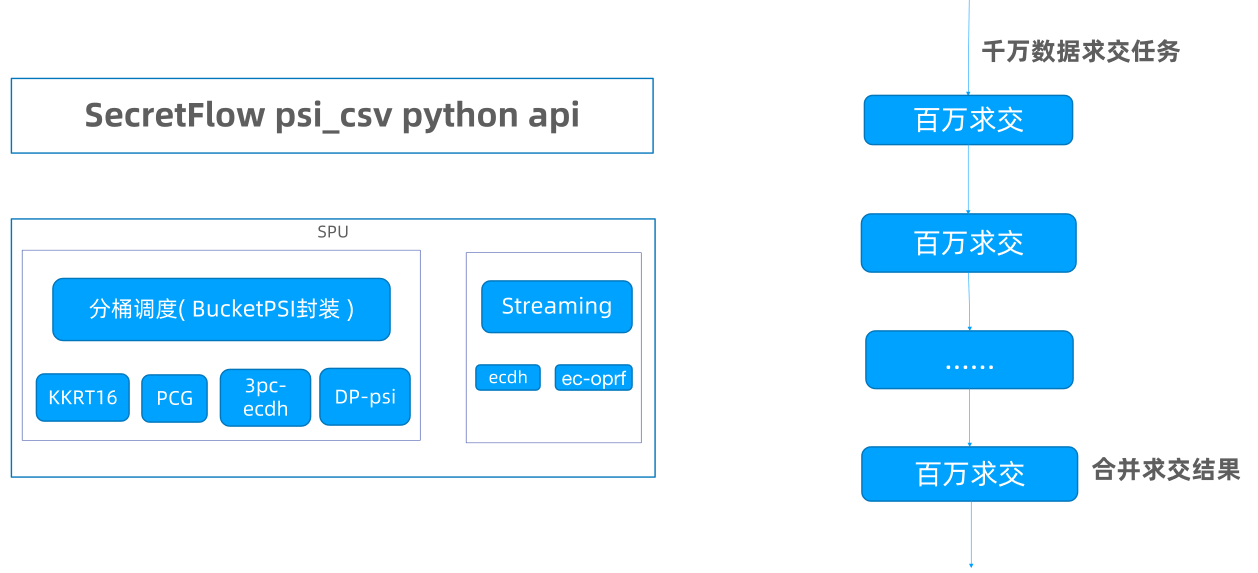 SecretFlow psi_csv python api
SPU
分桶调度( BucketPSI封装 )
KKRT16
PCG
3pc-
ecdh
DP-psi
Streaming
ecdh
ec-oprf
千万数据求交任务
百万求交
百万求交
......
百万求交
合并求交结果